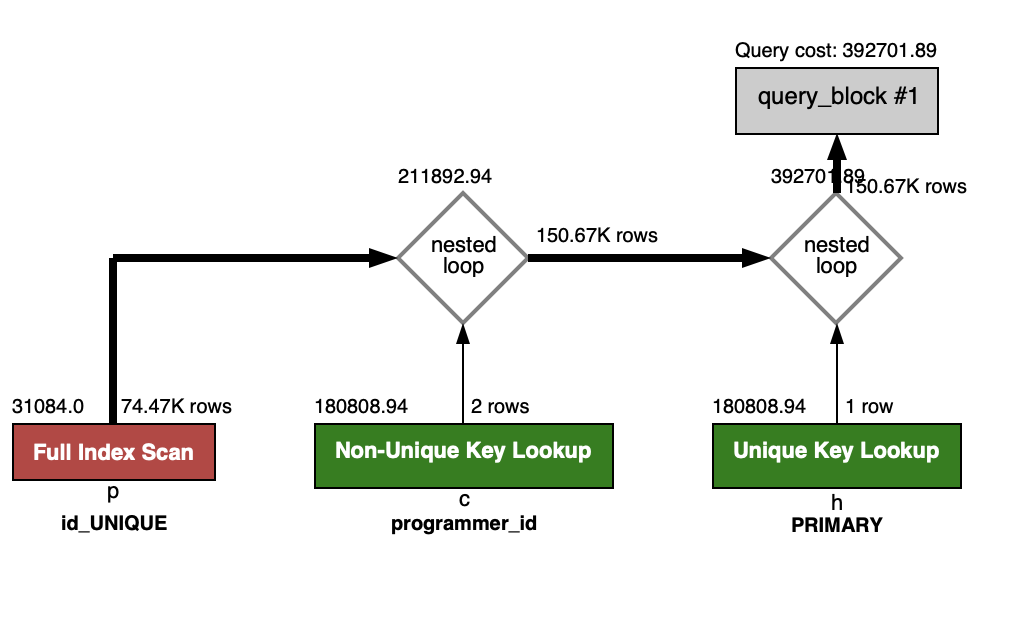 Query cost: 392701.89
query_block #1
211892.94
392701.89
150.67K rows
nested
loop
150.67K rows
nested
loop
31084.0
74.47K rows
180808.94
2 rows
180808.94
1 row
Full Index Scan
Non-Unique Key Lookup
Unique Key Lookup
p
c
h
id_UNIQUE
programmer_id
PRIMARY